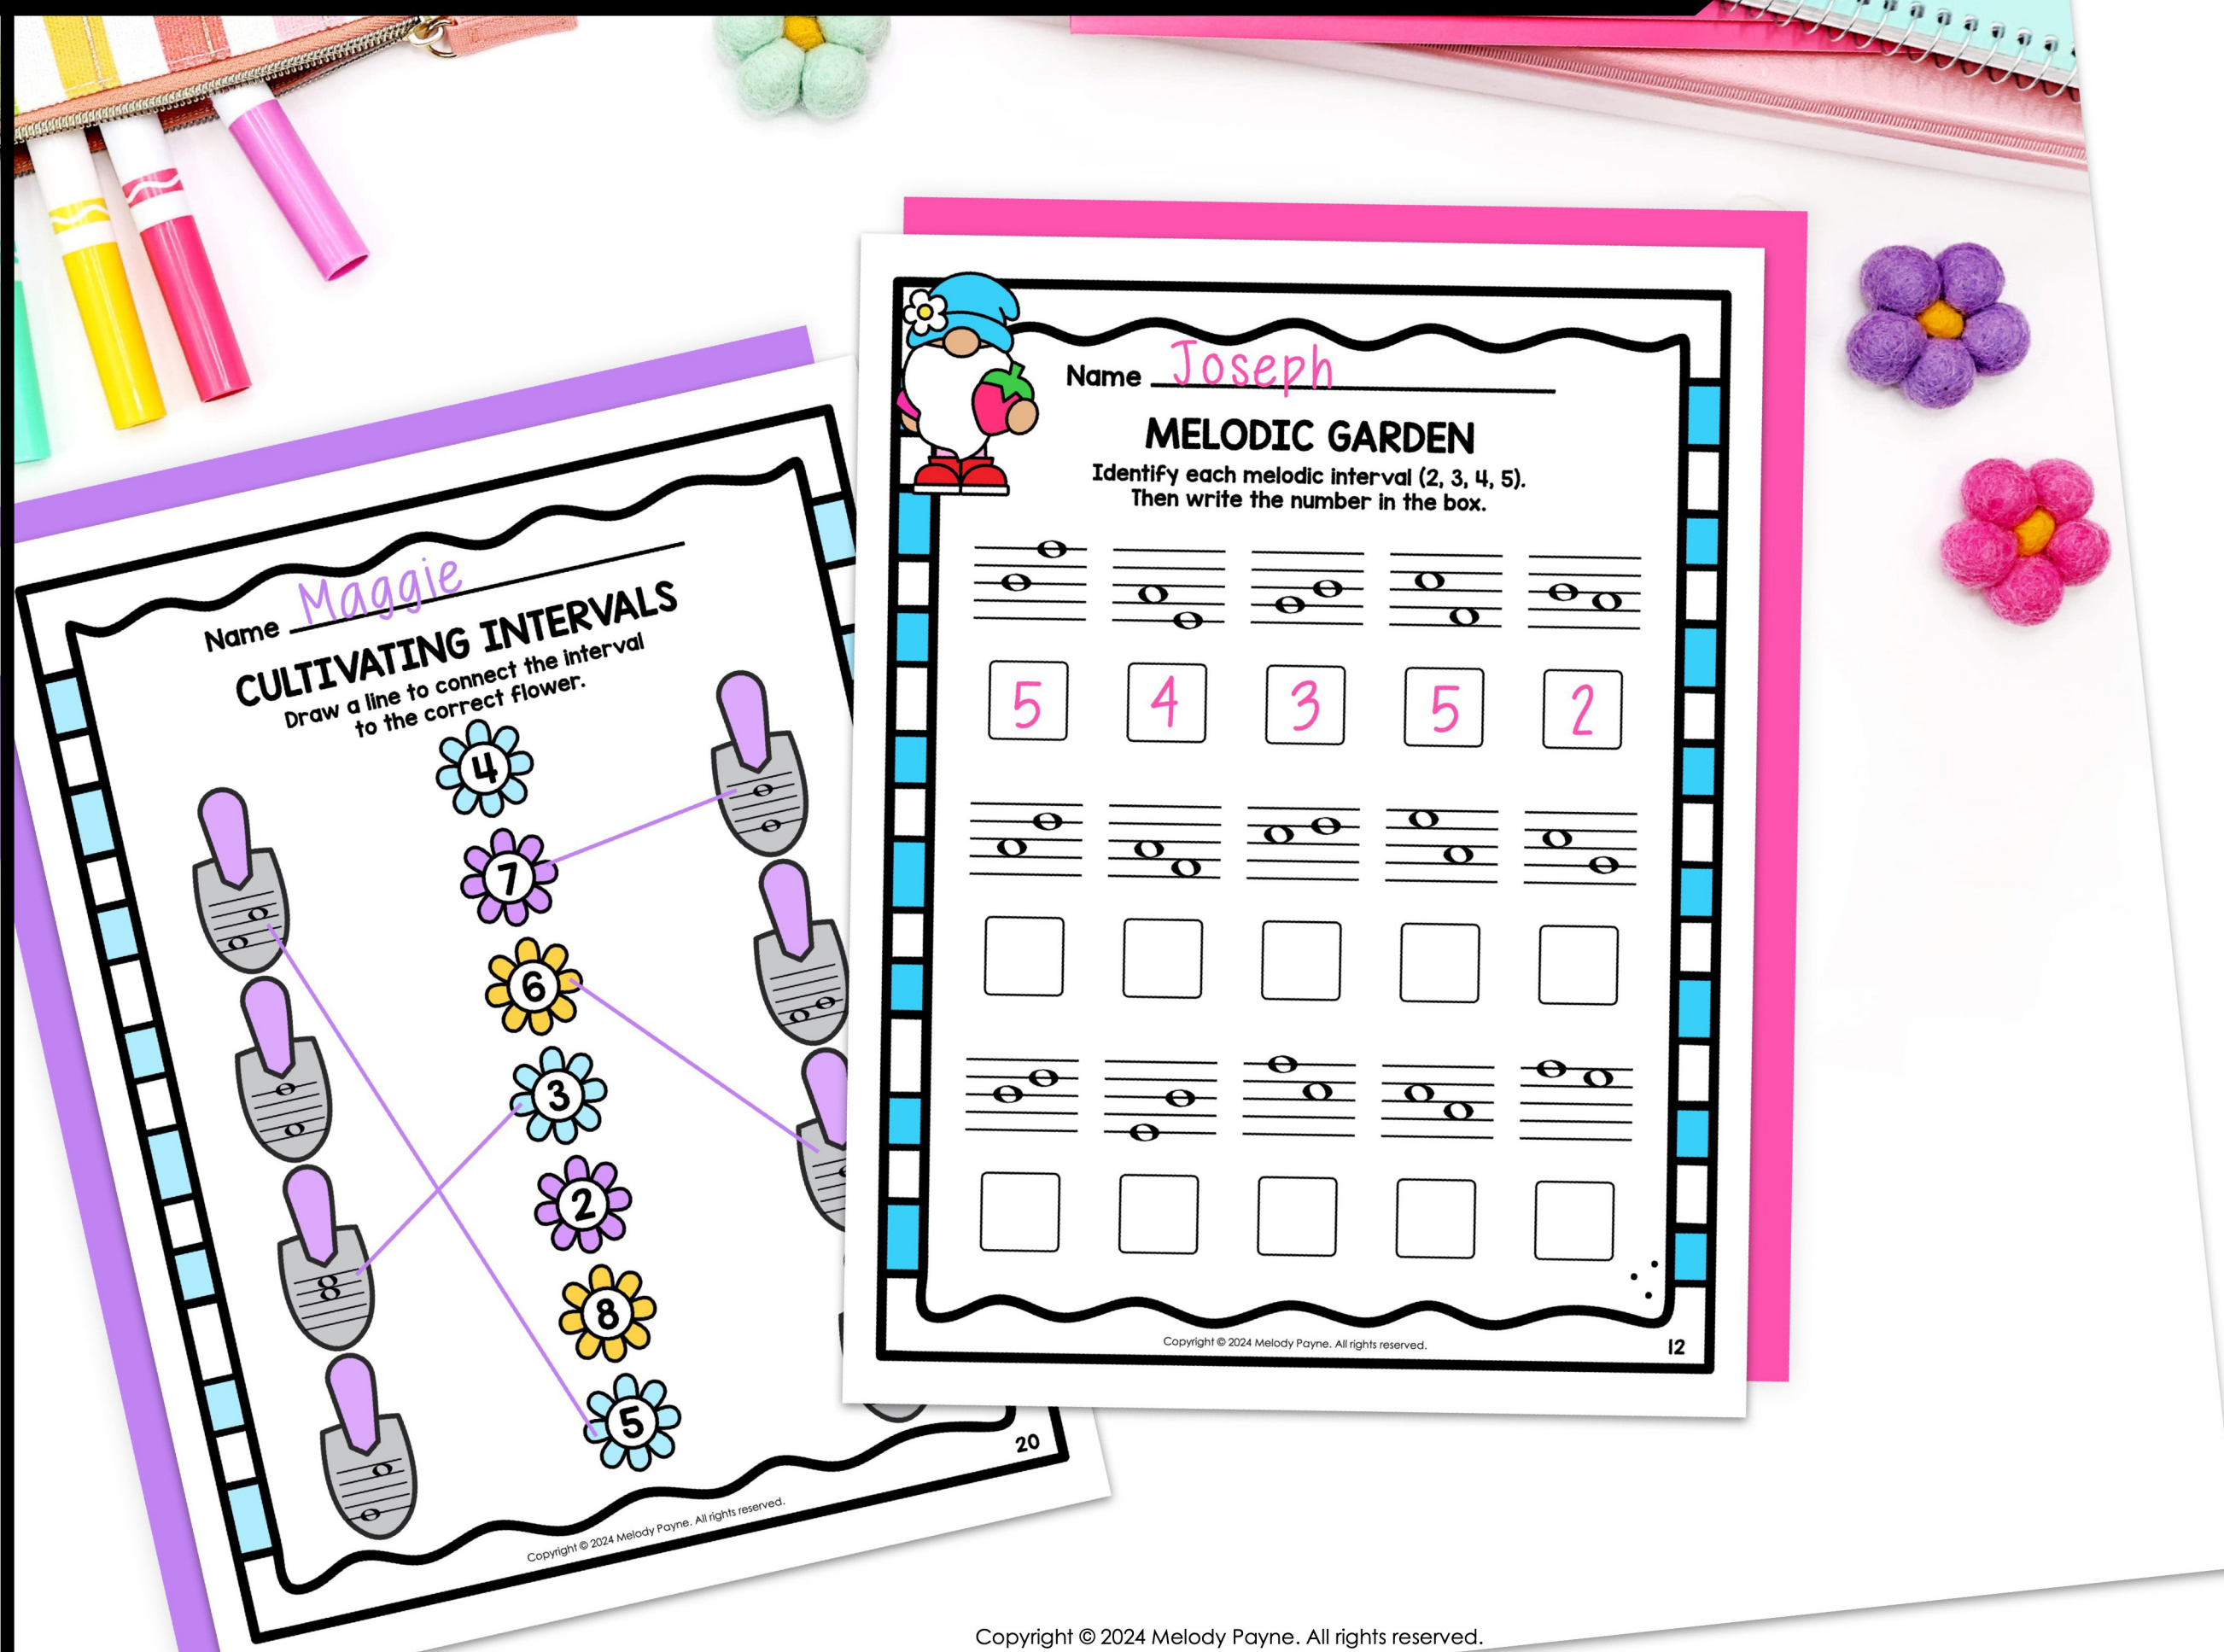 Name Maggie
CULTIVATING INTERVALS
Draw a line to connect the interval
to the correct flower.
4
7
6
3
2
8
5
20
Copyright © 2024 Melody Payne. All rights reserved.
Name Joseph
MELODIC GARDEN
Identify each melodic interval (2, 3, 4, 5).
Then write the number in the box.
5 4 3 5 2
Copyright © 2024 Melody Payne. All rights reserved.
12
Copyright © 2024 Melody Payne. All rights reserved.